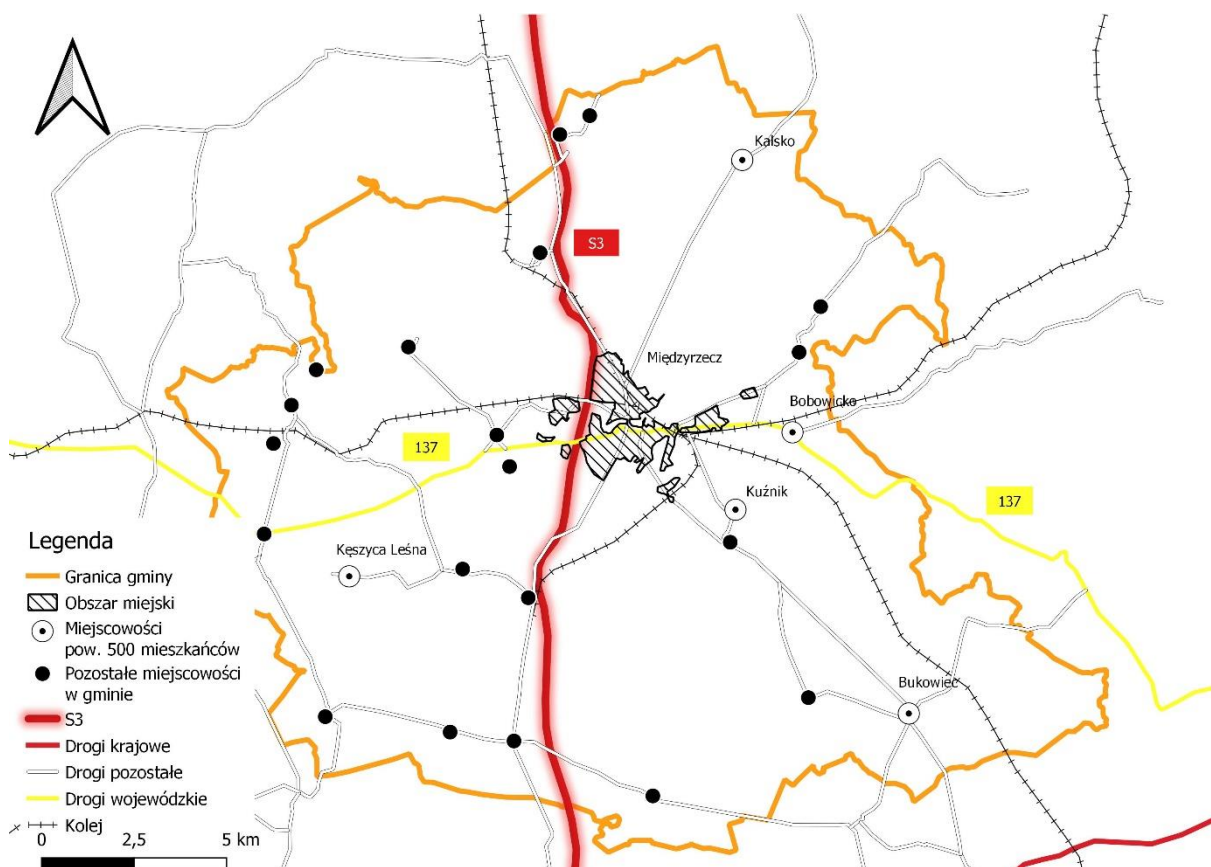 Kalsko
S3
Międzyrzecz
Bobowicko
137
Kuźnik
137
Kęszyca Leśna
Bukowiec
Legenda
Granica gminy
Obszar miejski
Miejscowości
pow. 500 mieszkańców
Pozostałe miejscowości
w gminie
S3
Drogi krajowe
Drogi pozostałe
Drogi wojewódzkie
Kolej
0 2,5 5 km